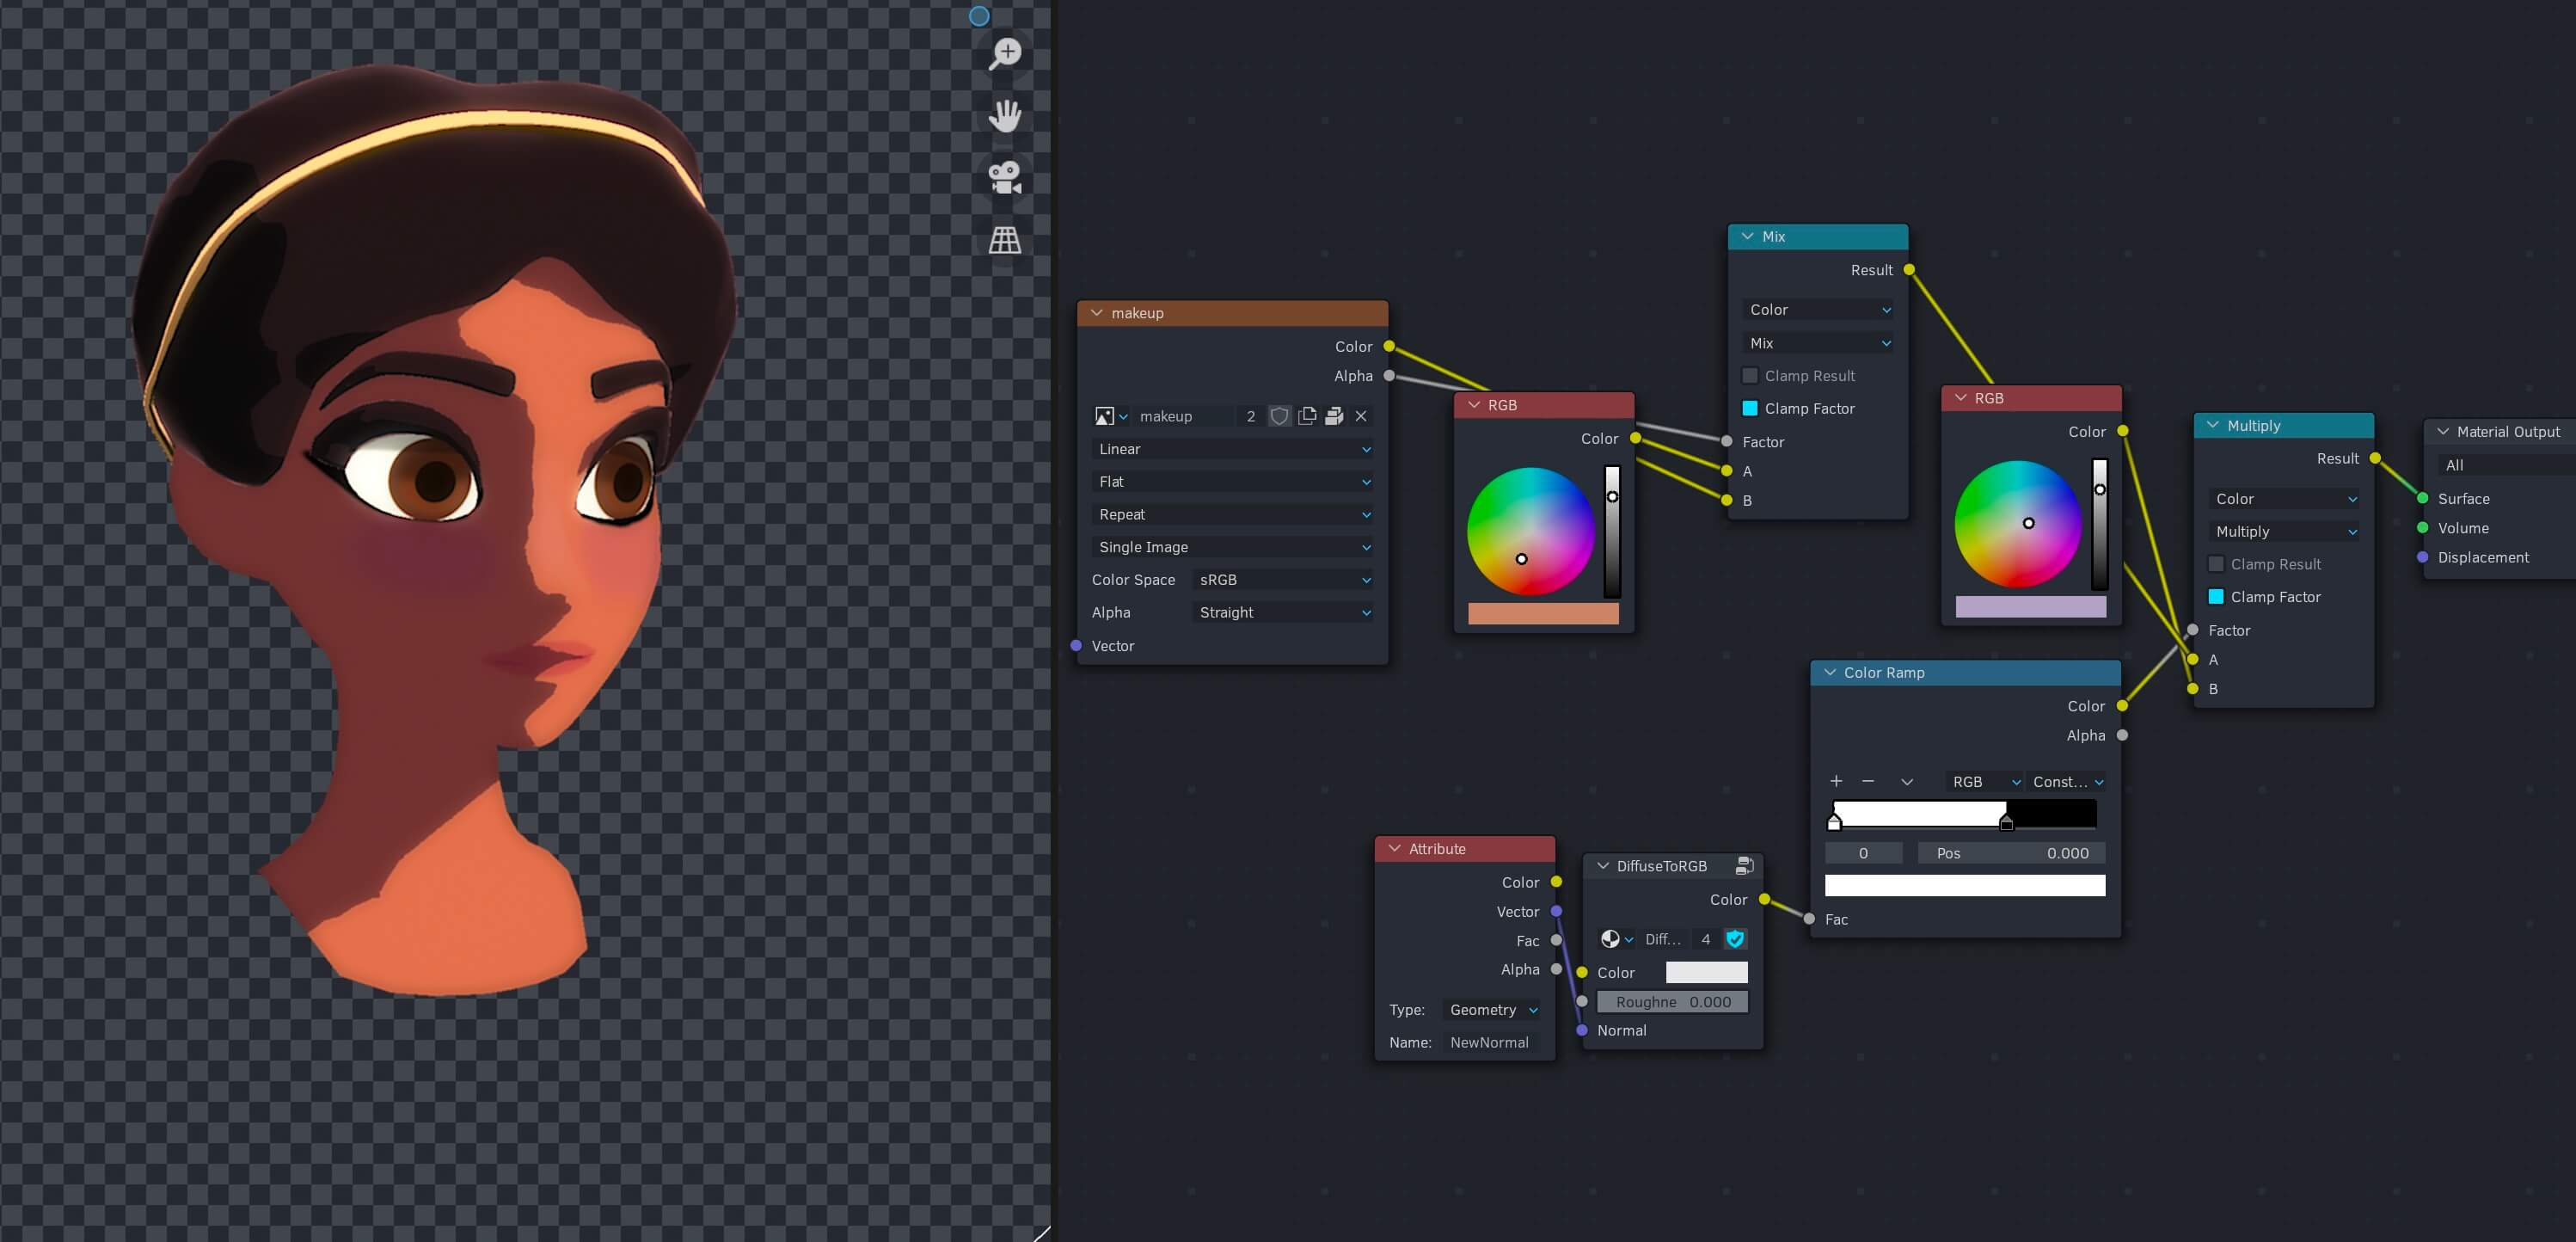 makeup
Color
Alpha
makeup 2
Linear
Flat
Repeat
Single Image
Color Space sRGB
Alpha Straight
Vector
RGB
Color
Mix
Result
Color
Mix
Clamp Result
Clamp Factor
Factor
A
B
RGB
Color
Multiply
Result
Color
Multiply
Clamp Result
Clamp Factor
Factor
A
B
Material Output
All
Surface
Volume
Displacement
Color Ramp
Color
Alpha
RGB Const...
0 Pos 0.000
Fac
Attribute
Color
Vector
Fac
Alpha
Type: Geometry
Name: NewNormal
DiffuseToRGB
Color
Diff... 4
Color
Roughne 0.000
Normal